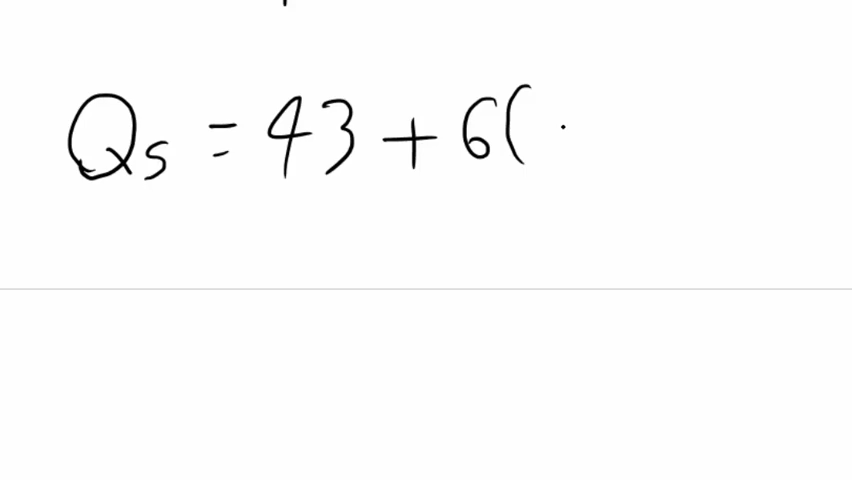 Qs = 43 + 6(